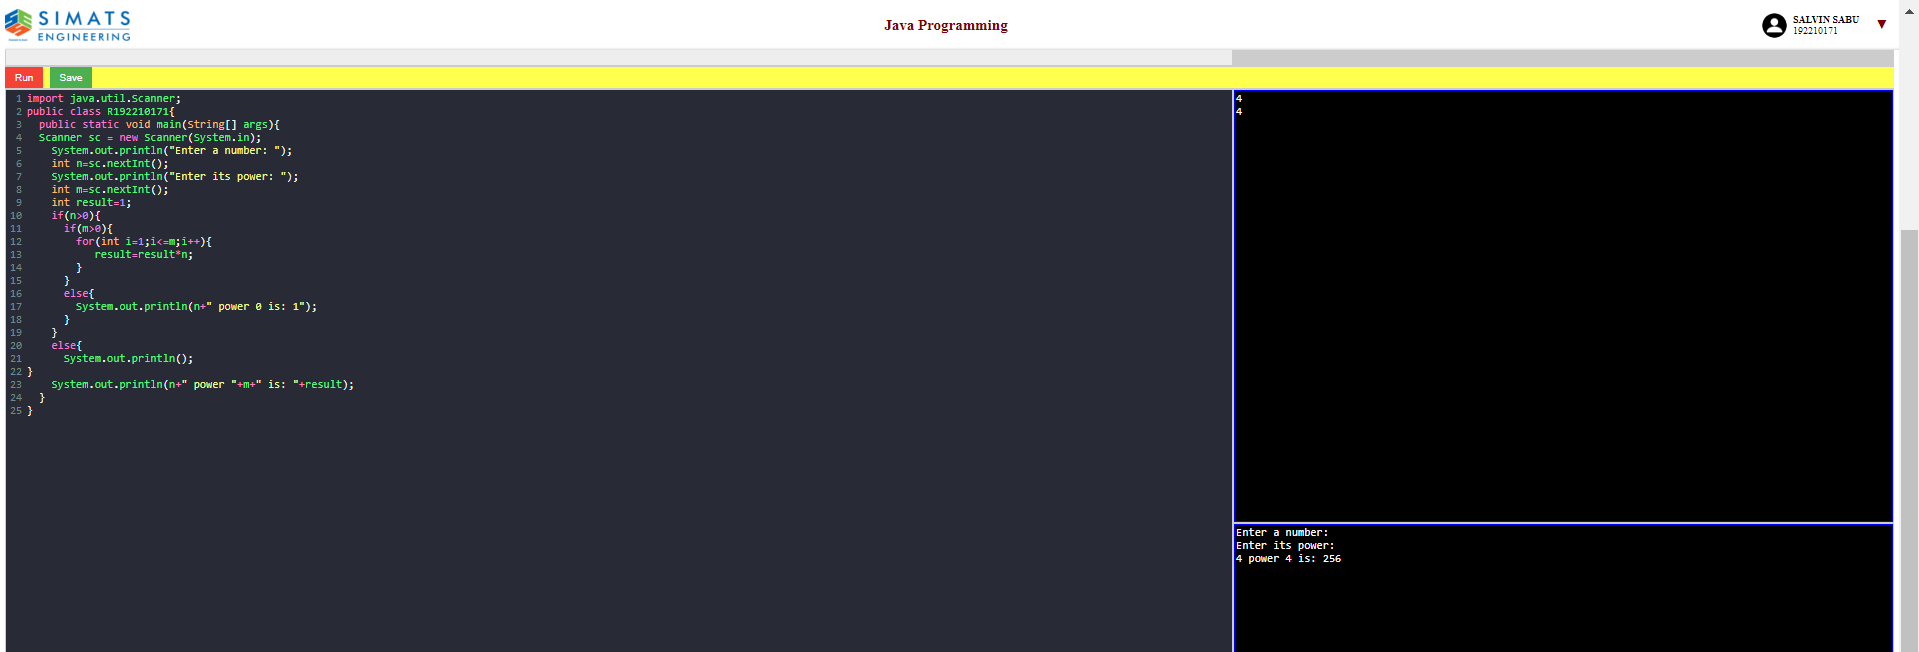 SIMATS
ENGINEERING
Java Programming
SALVIN SABU
192210171
Run
Save
1 import java.util.Scanner;
2 public class R192210171{
3   public static void main(String[] args){
4   Scanner sc = new Scanner(System.in);
5     System.out.println("Enter a number: ");
6     int n=sc.nextInt();
7     System.out.println("Enter its power: ");
8     int m=sc.nextInt();
9     int result=1;
10     if(n>0){
11       if(m>0){
12         for(int i=1;i<=m;i++){
13            result=result*n;
14         }
15       }
16       else{
17         System.out.println(n+" power 0 is: 1");
18       }
19     }
20     else{
21       System.out.println();
22 }
23     System.out.println(n+" power "+m+" is: "+result);
24   }
25 }
4
4
Enter a number:
Enter its power:
4 power 4 is: 256